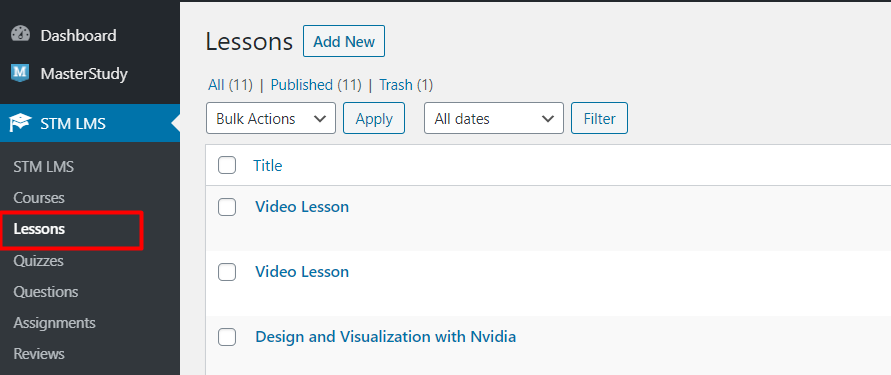 Dashboard
MasterStudy
STM LMS
STM LMS
Courses
Lessons
Quizzes
Questions
Assignments
Reviews
Lessons Add New
All (11) | Published (11) | Trash (1)
Bulk Actions Apply All dates Filter
Title
Video Lesson
Video Lesson
Design and Visualization with Nvidia